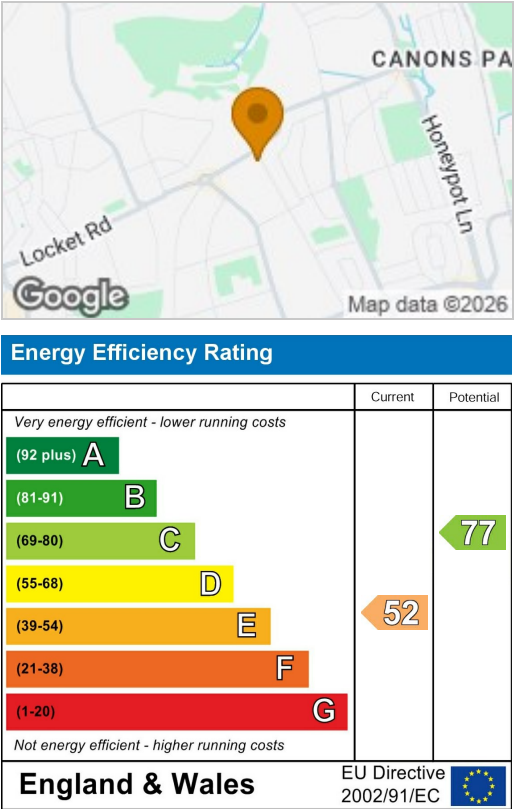 CANONS PA
Honeypot Ln
Locket Rd
Google
Map data ©2026
Energy Efficiency Rating
Current Potential
Very energy efficient - lower running costs
(92 plus) A
(81-91) B
(69-80) C
77
(55-68) D
(39-54) E
52
(21-38) F
(1-20) G
Not energy efficient - higher running costs
England & Wales
EU Directive
2002/91/EC